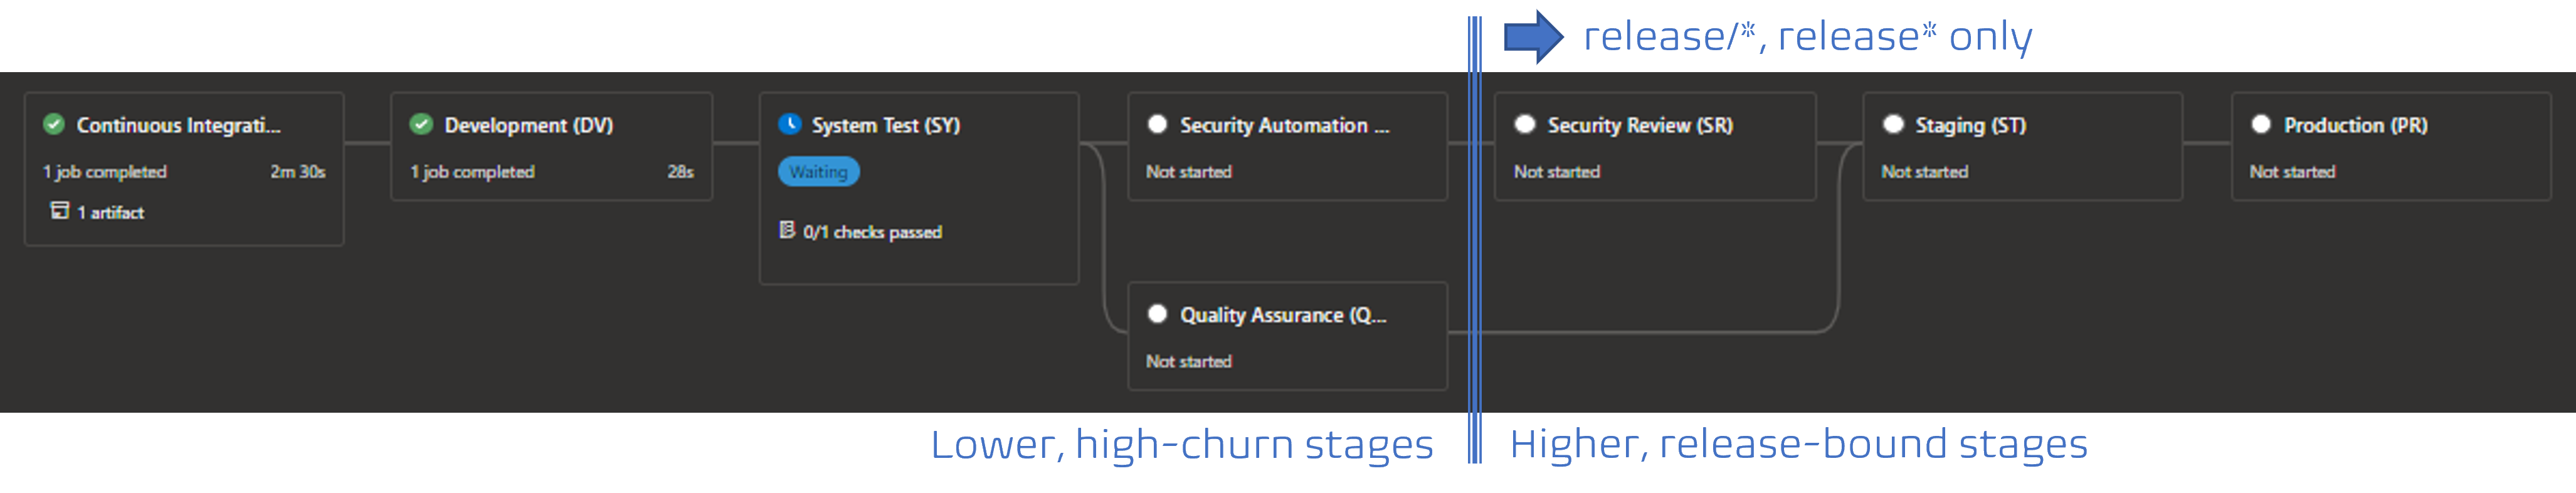 release/*, release* only
Continuous Integrati...
1 job completed 2m 30s
1 artifact
Development (DV)
1 job completed 28s
System Test (SY)
Waiting
0/1 checks passed
Security Automation ...
Not started
Quality Assurance (Q...
Not started
Security Review (SR)
Not started
Staging (ST)
Not started
Production (PR)
Not started
Lower, high-churn stages
Higher, release-bound stages